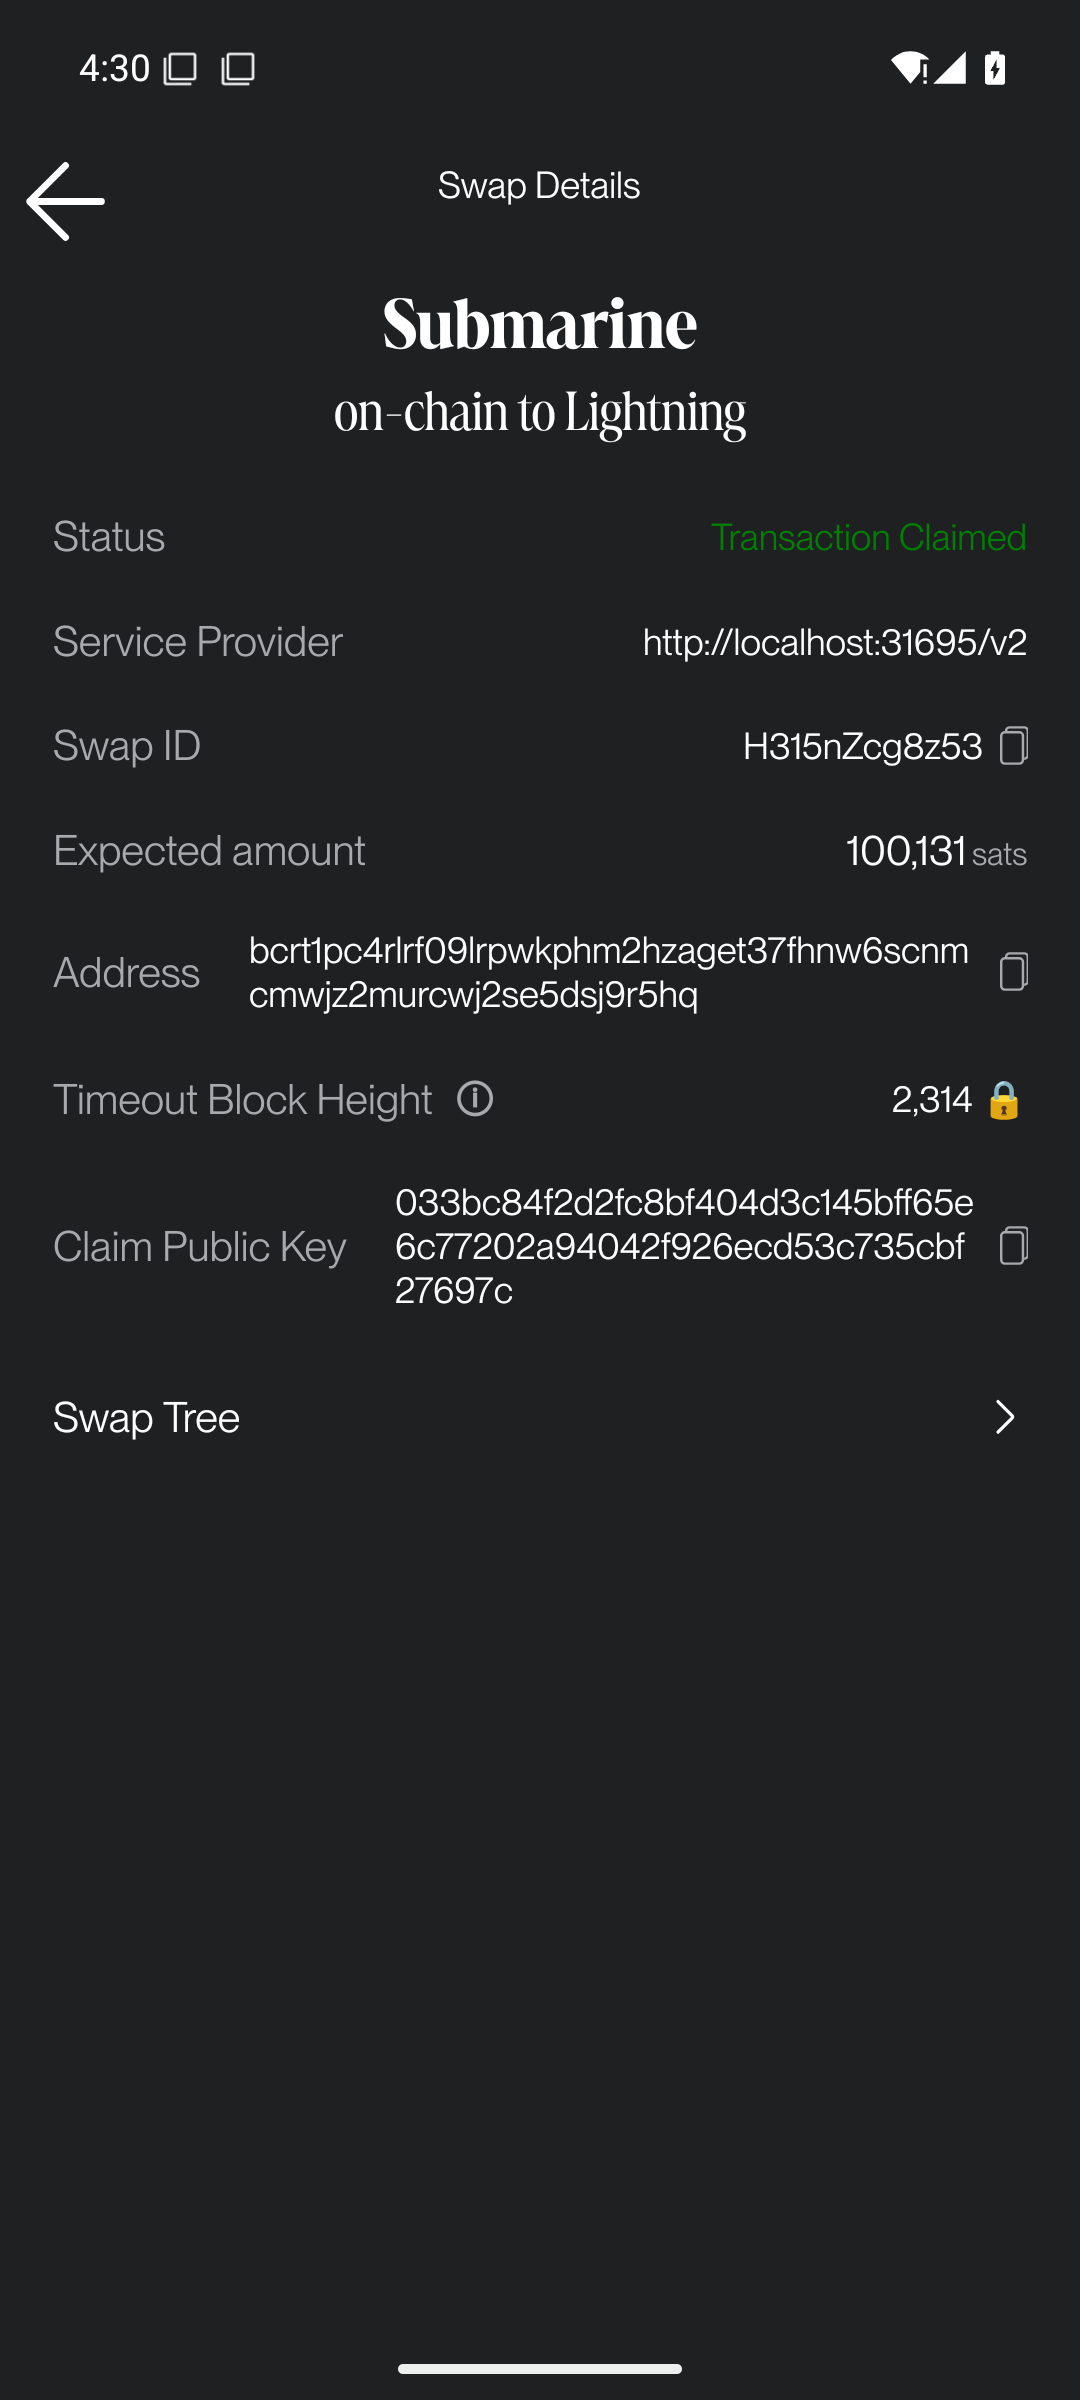 4:30
Swap Details
Submarine
on-chain to Lightning
Status
Transaction Claimed
Service Provider
http://localhost:31695/v2
Swap ID
H315nZcg8z53
Expected amount
100,131 sats
Address
bcrt1pc4rlrf09lrpwkphm2hzaget37fhnw6scnm
cmwjz2murcwj2se5dsj9r5hq
Timeout Block Height
2,314
Claim Public Key
033bc84f2d2fc8bf404d3c145bff65e
6c77202a94042f926ecd53c735cbf
27697c
Swap Tree